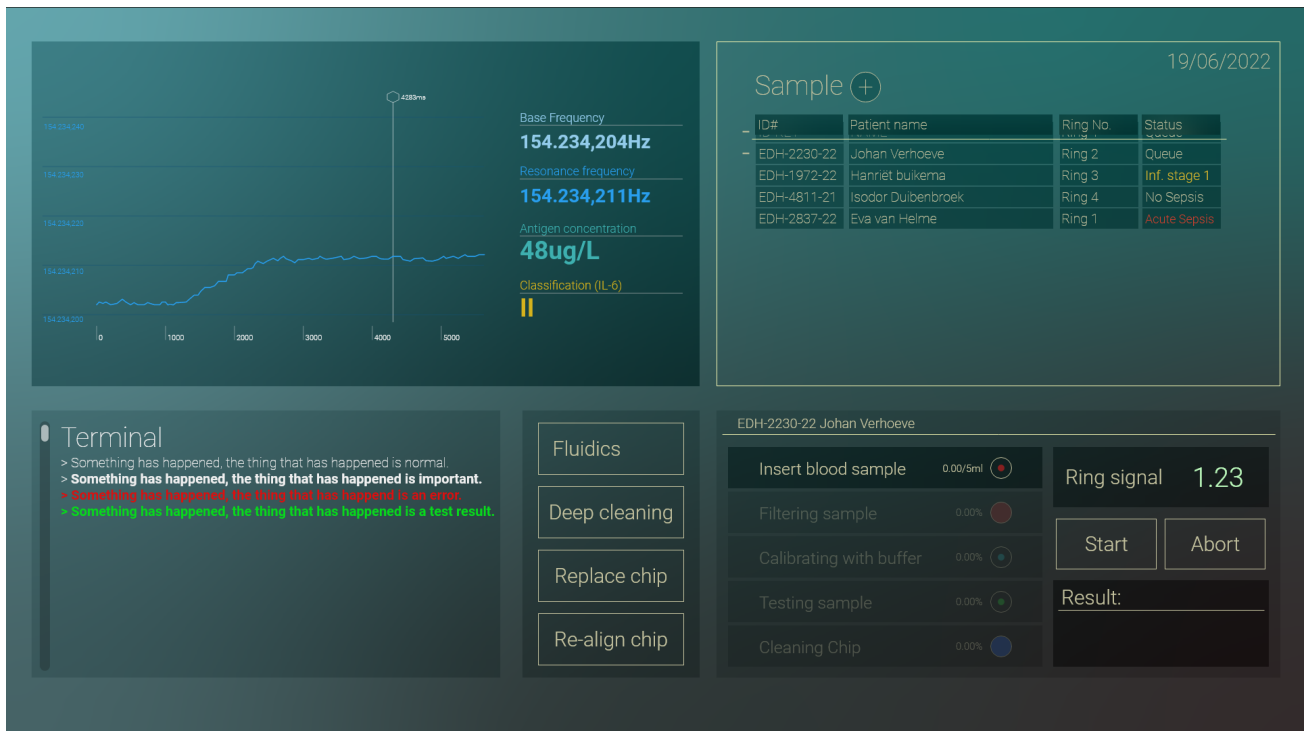 4283ms
154.234,240
154.234,230
154.234,220
154.234,210
154.234,200
0 1000 2000 3000 4000 5000
Base Frequency
154.234,204Hz
Resonance frequency
154.234,211Hz
Antigen concentration
48ug/L
Classification (IL-6)
II
19/06/2022
Sample +
ID# Patient name Ring No. Status
EDH-2230-22 Johan Verhoeve Ring 2 Queue
EDH-1972-22 Hanriët buikema Ring 3 Inf. stage 1
EDH-4811-21 Isodor Duibenbroek Ring 4 No Sepsis
EDH-2837-22 Eva van Helme Ring 1 Acute Sepsis
Terminal
> Something has happened, the thing that has happened is normal.
> Something has happened, the thing that has happened is important.
> Something has happened, the thing that has happend is an error.
> Something has happened, the thing that has happened is a test result.
Fluidics
Deep cleaning
Replace chip
Re-align chip
EDH-2230-22 Johan Verhoeve
Insert blood sample 0.00/5ml
Filtering sample 0.00%
Calibrating with buffer 0.00%
Testing sample 0.00%
Cleaning Chip 0.00%
Ring signal 1.23
Start Abort
Result: